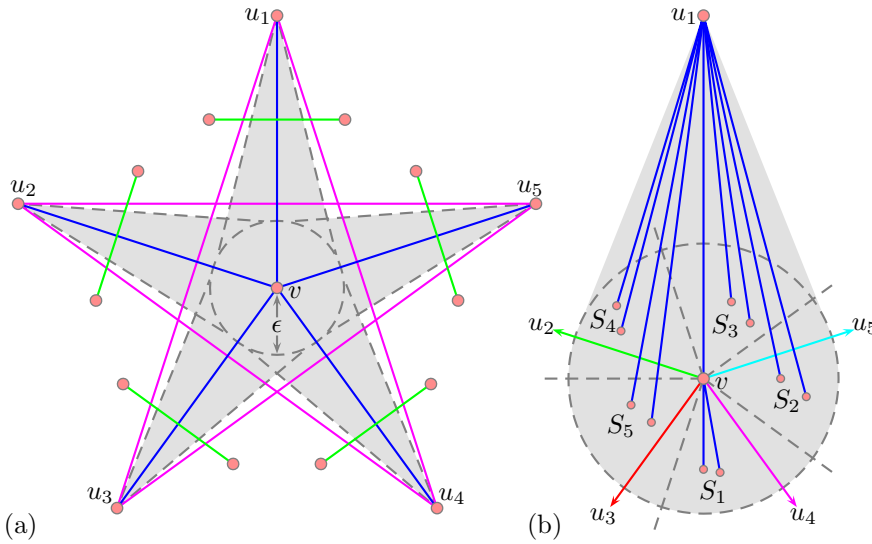 u₁
u₂
u₅
v
ϵ
u₃
u₄
(a)
u₁
S₄
S₃
u₂
u₅
v
S₂
S₅
S₁
u₃
u₄
(b)